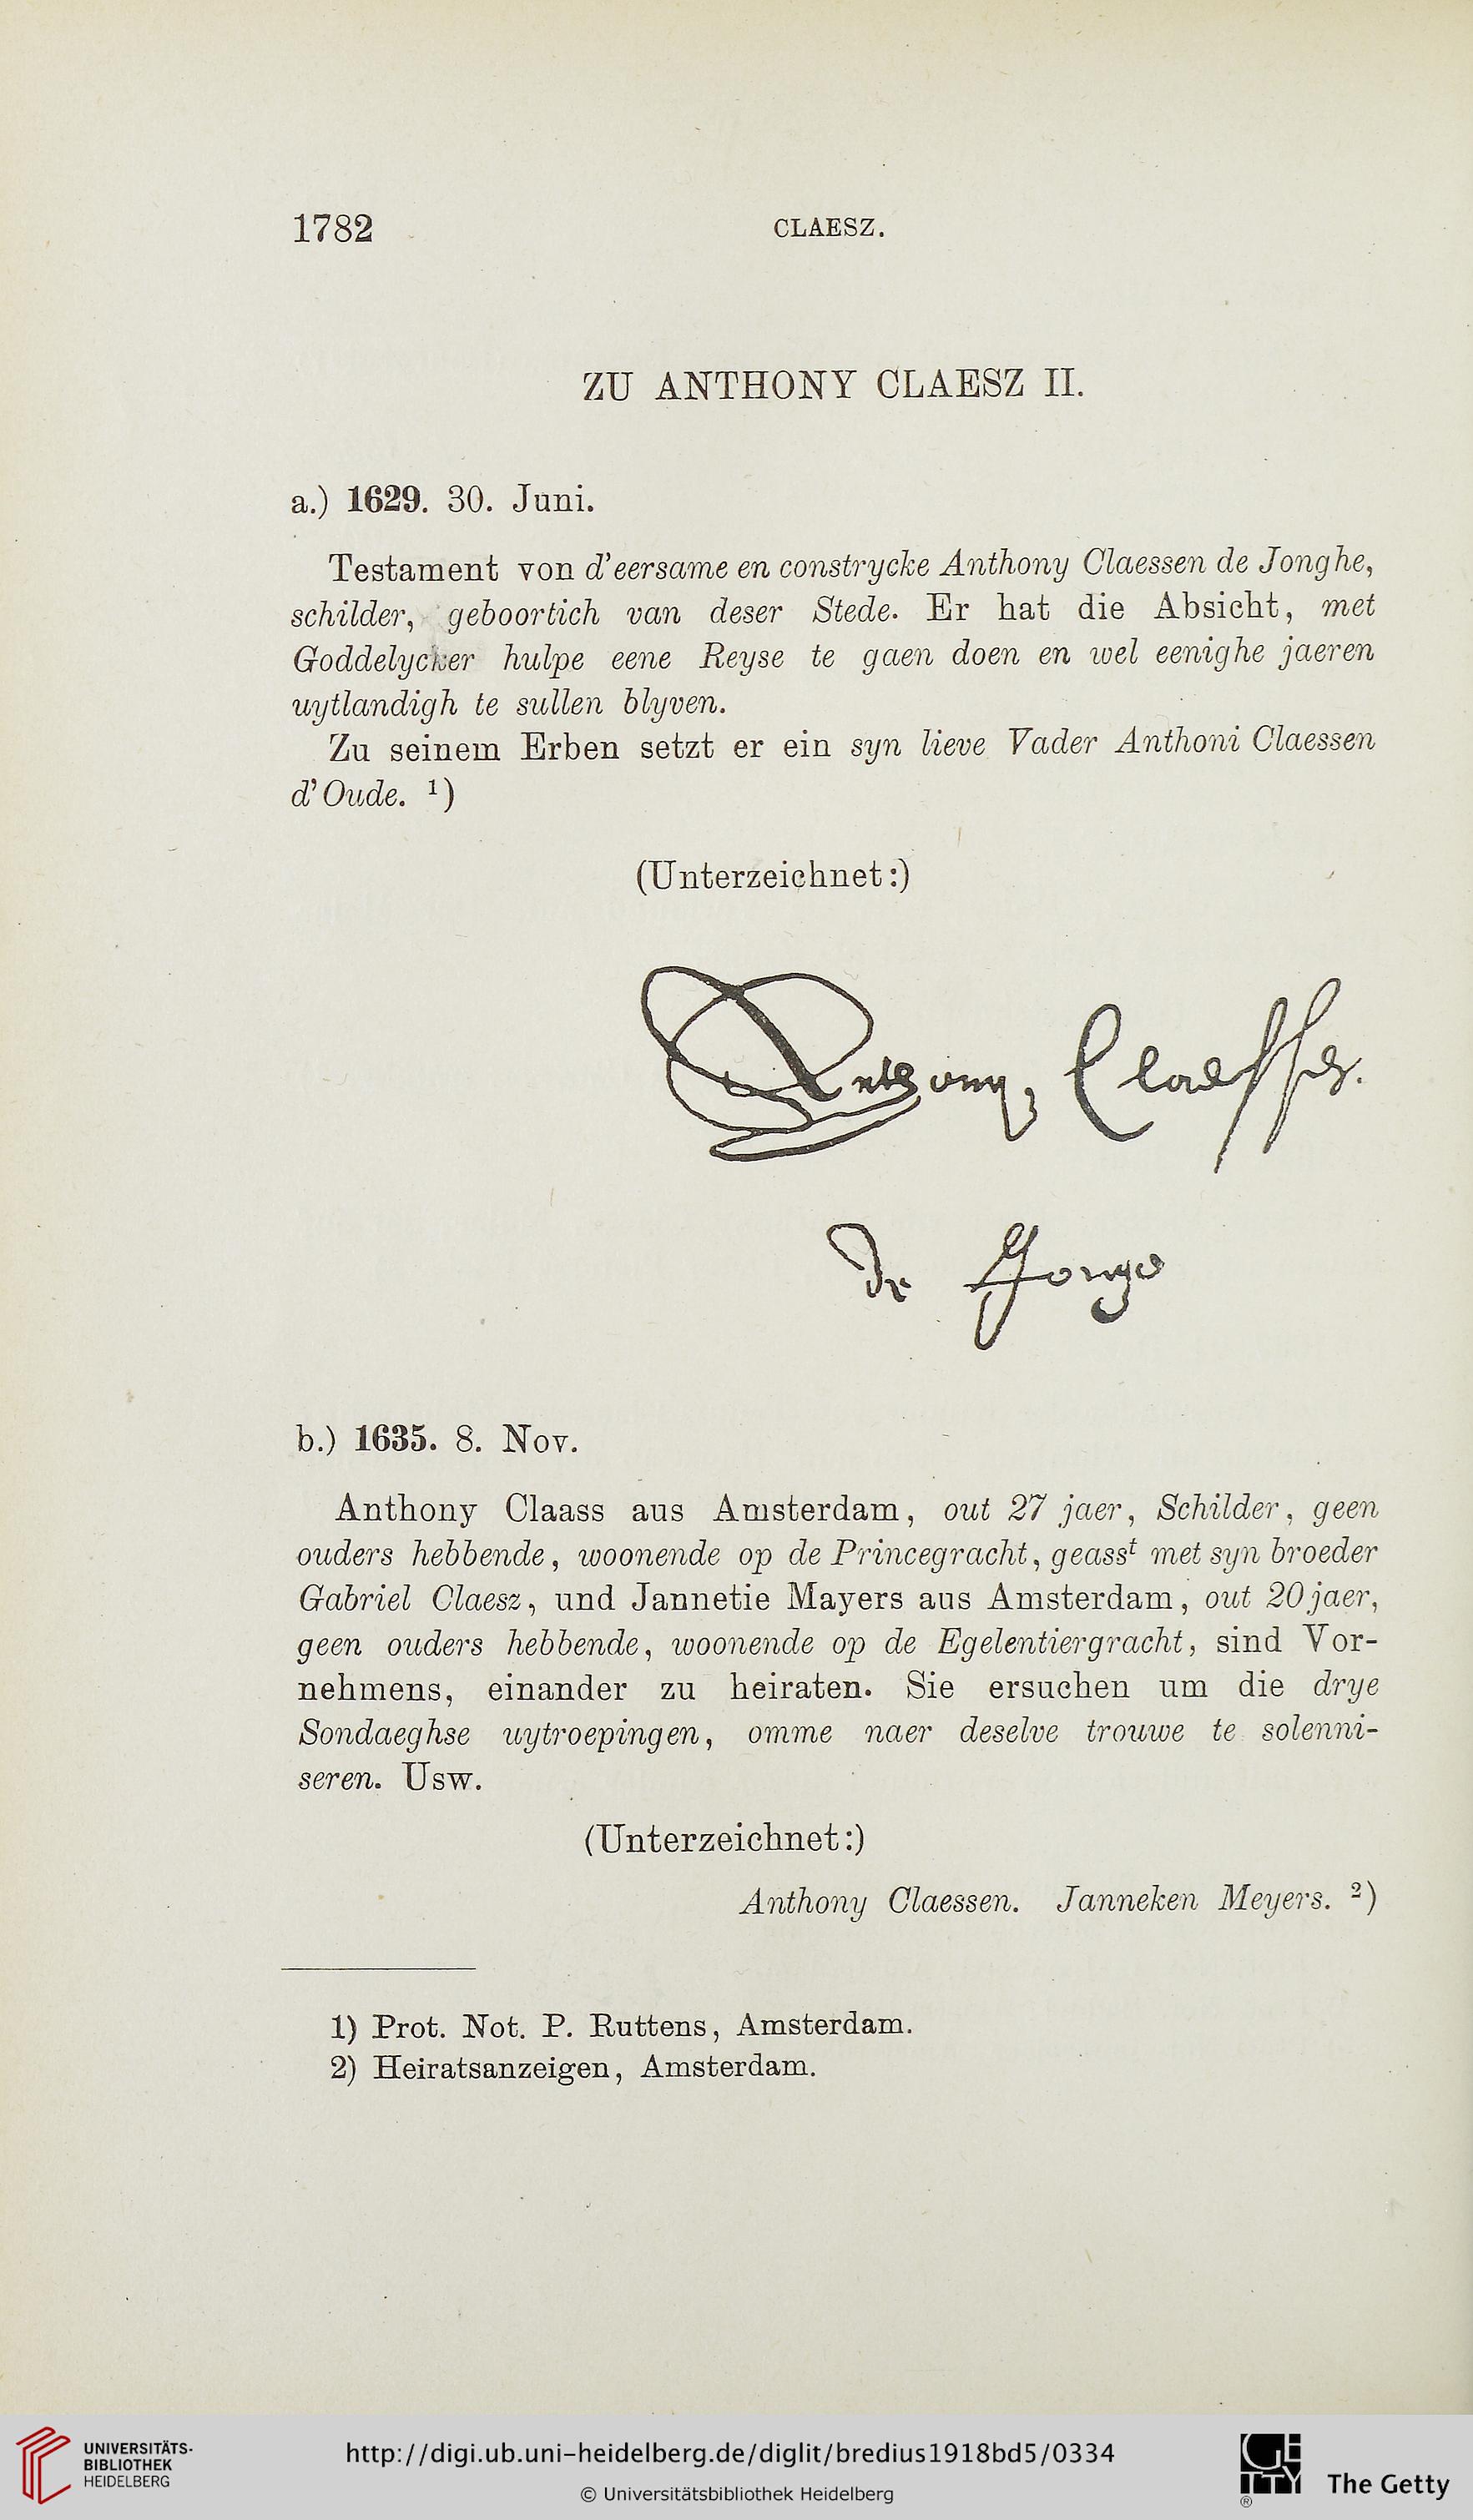 1782
CLAESZ.
ZU ANTHONY CLAESZ II.
a.) 1629. 30. Juni.
Testament von d'eersame en constrycke Anthony Claessen de Jonghe,
schilder, geboortich van deser Stede. Er hat die Absicht, met
Goddelycker hulpe eene Reyse te gaen doen en wel eenighe jaeren
uytlandigh te sullen blyven.
Zu seinem Erben setzt er ein syn lieve Vader Anthoni Claessen
d'Oude. ¹)
(Unterzeichnet:)
Anthony Claessen.
de Jonge
b.) 1635. 8. Nov.
Anthony Claass aus Amsterdam, out 27 jaer, Schilder, geen
ouders hebbende, woonende op de Princegracht, geassᵗ met syn broeder
Gabriel Claesz, und Jannetie Mayers aus Amsterdam, out 20 jaer,
geen ouders hebbende, woonende op de Egelentiergracht, sind Vor-
nehmens, einander zu heiraten. Sie ersuchen um die drye
Sondaeghse uytroepingen, omme naer deselve trouwe te solenni-
seren. Usw.
(Unterzeichnet:)
Anthony Claessen. Janneken Meyers. ²)
1) Prot. Not. P. Ruttens, Amsterdam.
2) Heiratsanzeigen, Amsterdam.
UNIVERSITÄTS-
BIBLIOTHEK
HEIDELBERG
http://digi.ub.uni-heidelberg.de/diglit/bredius1918bd5/0334
© Universitätsbibliothek Heidelberg
GETTY
®
The Getty